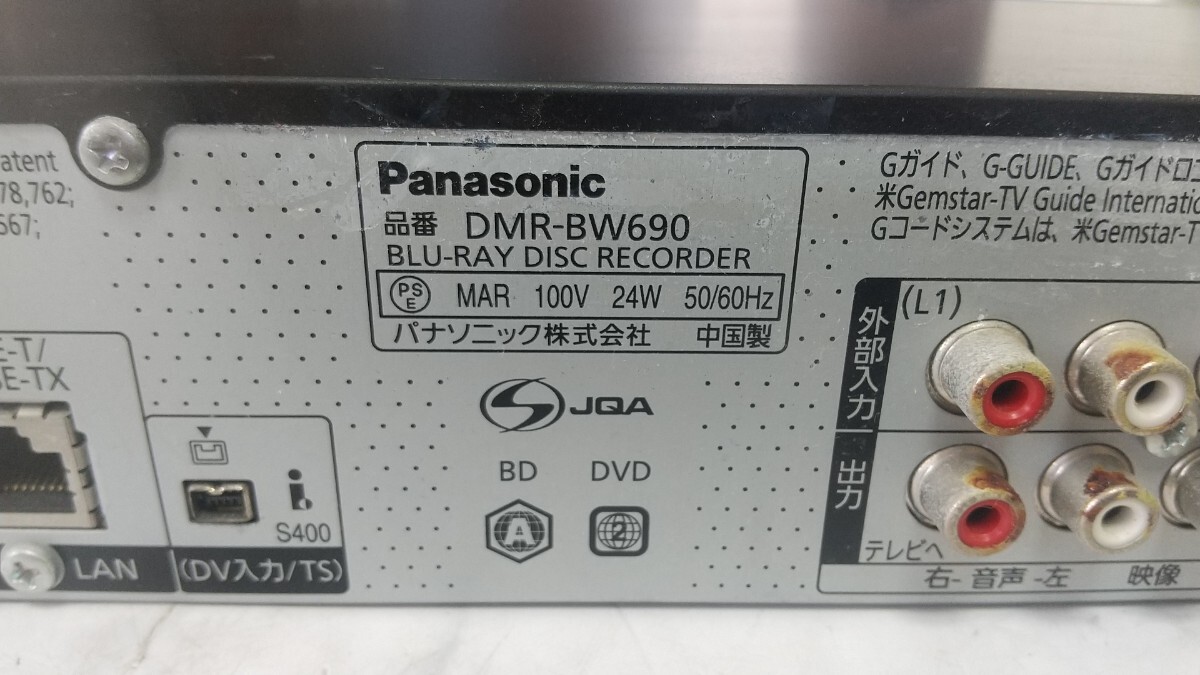 78,762;
567;
Panasonic
品番 DMR-BW690
BLU-RAY DISC RECORDER
PSE MAR 100V 24W 50/60Hz
パナソニック株式会社 中国製
JQA
BD DVD
A 2
Gガイド、G-GUIDE、Gガイドロゴ
米Gemstar-TV Guide Internatio
Gコードシステムは、米Gemstar-T
(L1)
外部入力
出力
テレビへ
右-音声-左 映像
E-T/
SE-TX
LAN
i
S400
(DV入力/TS)